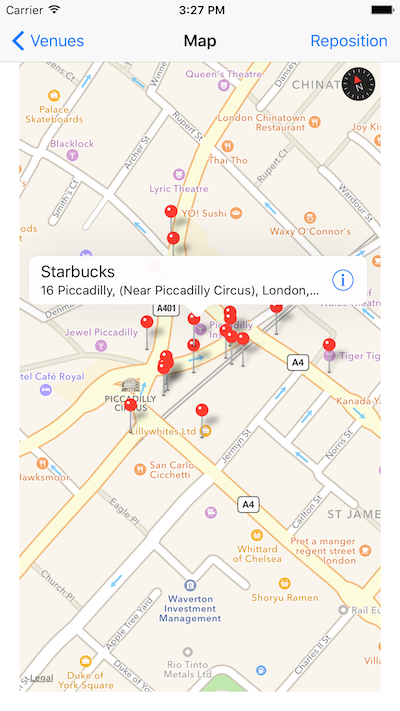 Carrier 3:27 PM
Venues Map Reposition
Queen's Theatre
Winne
Dansey
CHINAT
Palace
Skateboards
Rupert St
London Chinatown
Restaurant
Joy Ki
Blacklock
Archer St
Thai Tho
Rupert Ct
Smith's Ct
Lyric Theatre
Wardour St
YO! Sushi
Waxy O'Connor's
ods
Starbucks
16 Piccadilly, (Near Piccadilly Circus), London,...
Denma
A401
Jewel Piccadilly
Piccadilly
Ins
A4
Tiger Tig
tel Café Royal
PICCADILLY
CIRCUS
Kanada-Ya
Lillywhites Ltd
Jermyn St
Norris St
San Carlo
Cicchetti
Hawksmoor
Eagle Pl
A4
Carlton St
ST JAME
Whittard
of Chelsea
Pret a manger
regent street
london
Church Pl
Waverton
Investment
Management
Shoryu Ramen
Rail Eu
Apple Tree Yard
Charles II St
Rio Tinto
Metals Ltd
Villa
Duke of
York Square
Duke of
Legal